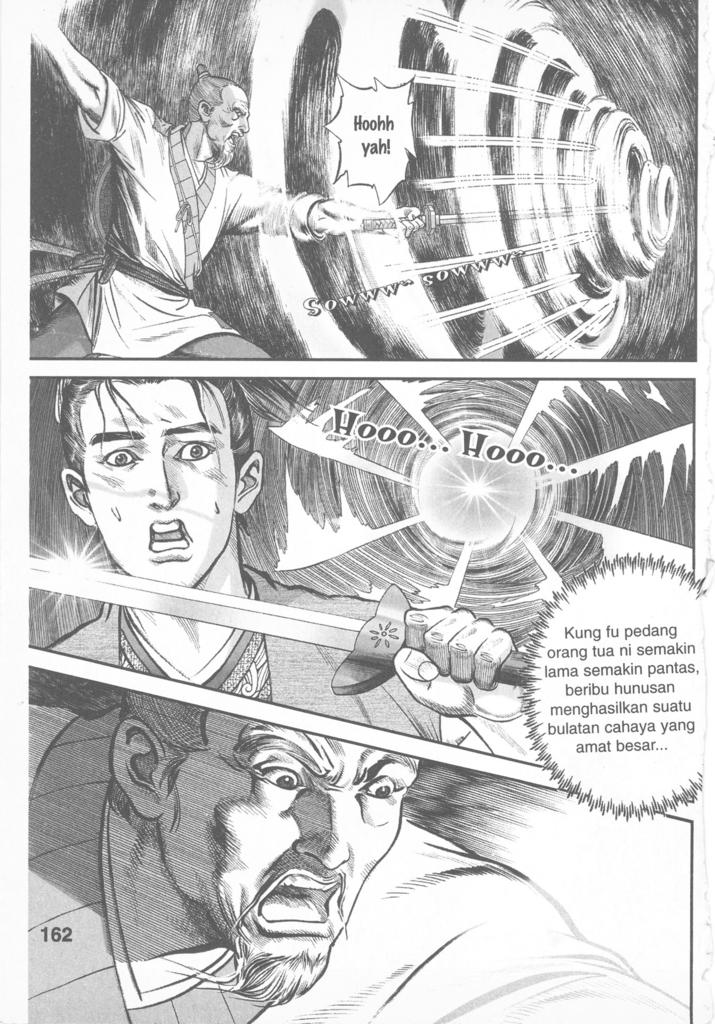 Hoohh
yah!
Sowww~ sowww~
Hooo... Hooo...
Kung fu pedang
orang tua ni semakin
lama semakin pantas,
beribu hunusan
menghasilkan suatu
bulatan cahaya yang
amat besar...
162